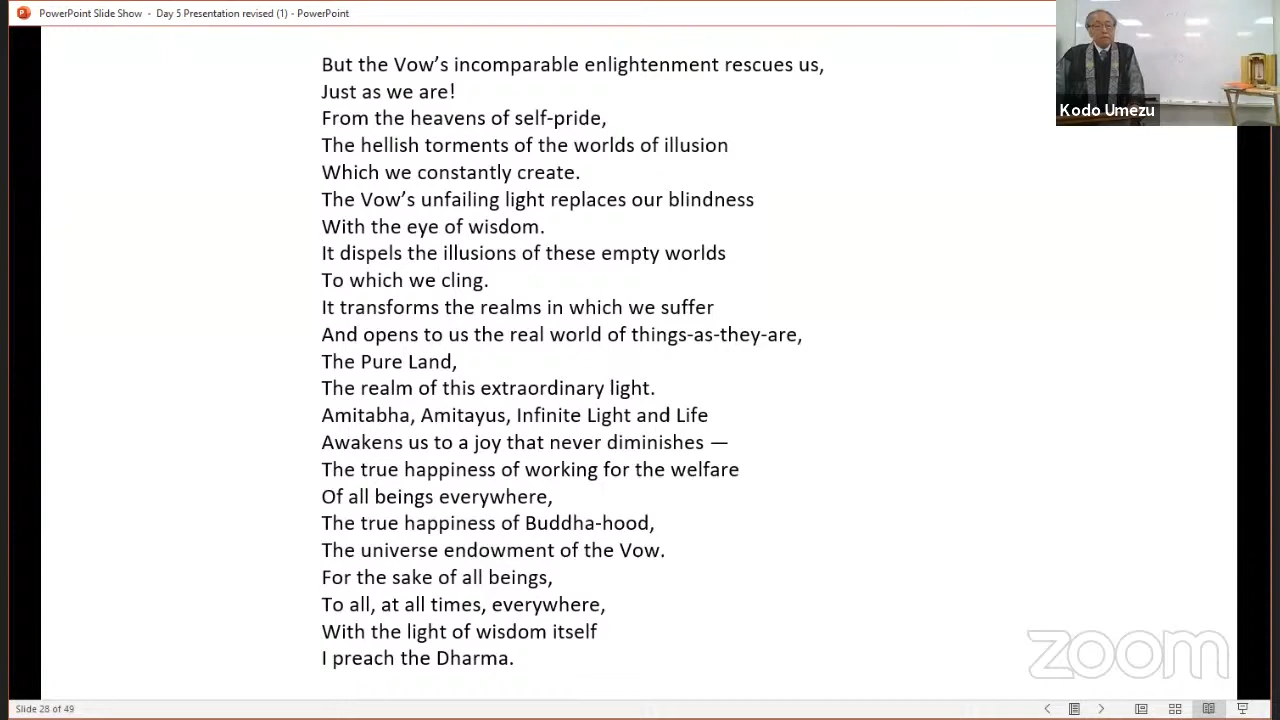 PowerPoint Slide Show - Day 5 Presentation revised (1) - PowerPoint
But the Vow’s incomparable enlightenment rescues us,
Just as we are!
From the heavens of self-pride,
The hellish torments of the worlds of illusion
Which we constantly create.
The Vow’s unfailing light replaces our blindness
With the eye of wisdom.
It dispels the illusions of these empty worlds
To which we cling.
It transforms the realms in which we suffer
And opens to us the real world of things-as-they-are,
The Pure Land,
The realm of this extraordinary light.
Amitabha, Amitayus, Infinite Light and Life
Awakens us to a joy that never diminishes —
The true happiness of working for the welfare
Of all beings everywhere,
The true happiness of Buddha-hood,
The universe endowment of the Vow.
For the sake of all beings,
To all, at all times, everywhere,
With the light of wisdom itself
I preach the Dharma.
Kodo Umezu
zoom
Slide 28 of 49